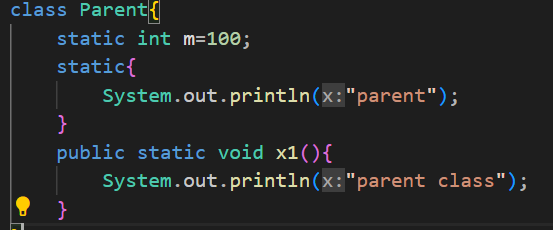 class Parent{
    static int m=100;
    static{
        System.out.println(x:"parent");
    }
    public static void x1(){
        System.out.println(x:"parent class");
    }